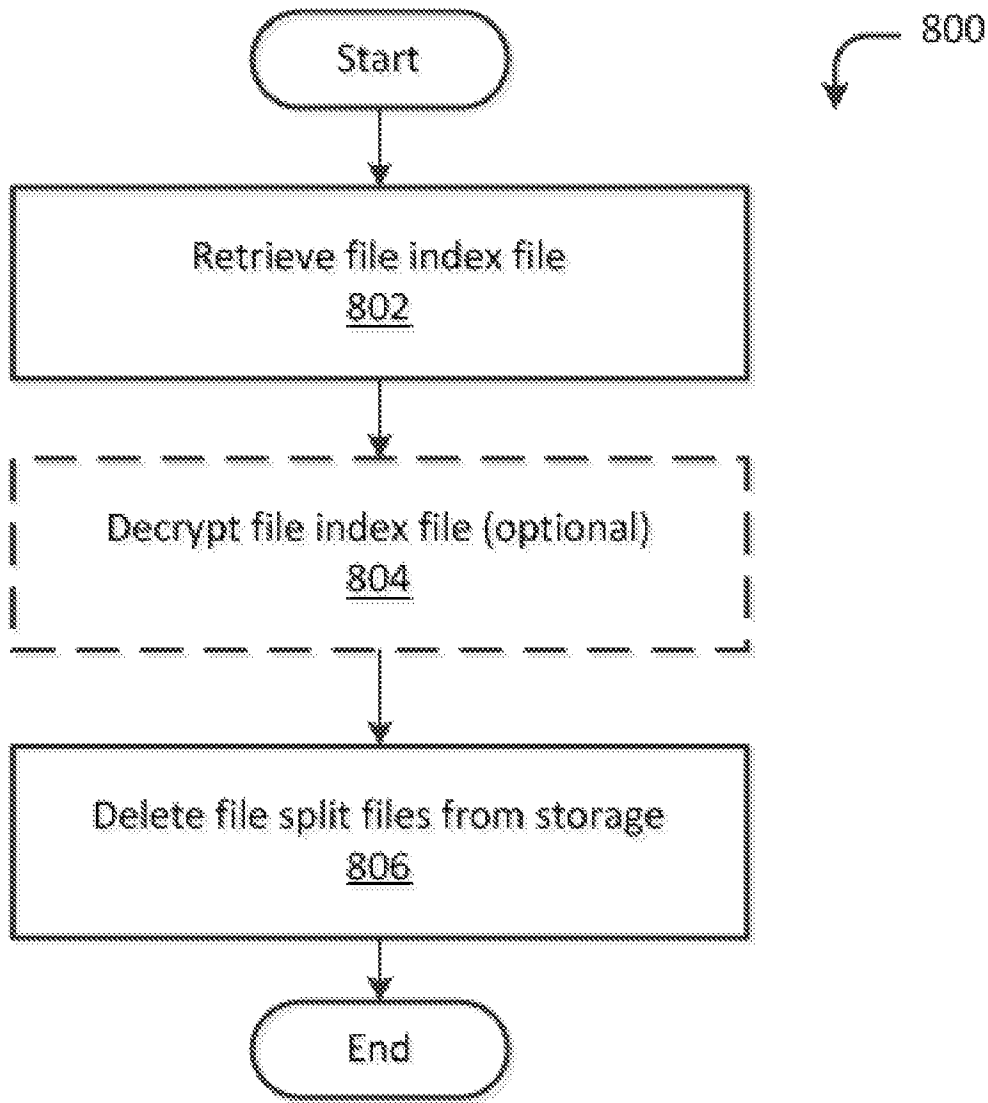 Start
800
Retrieve file index file
802
Decrypt file index file (optional)
804
Delete file split files from storage
806
End